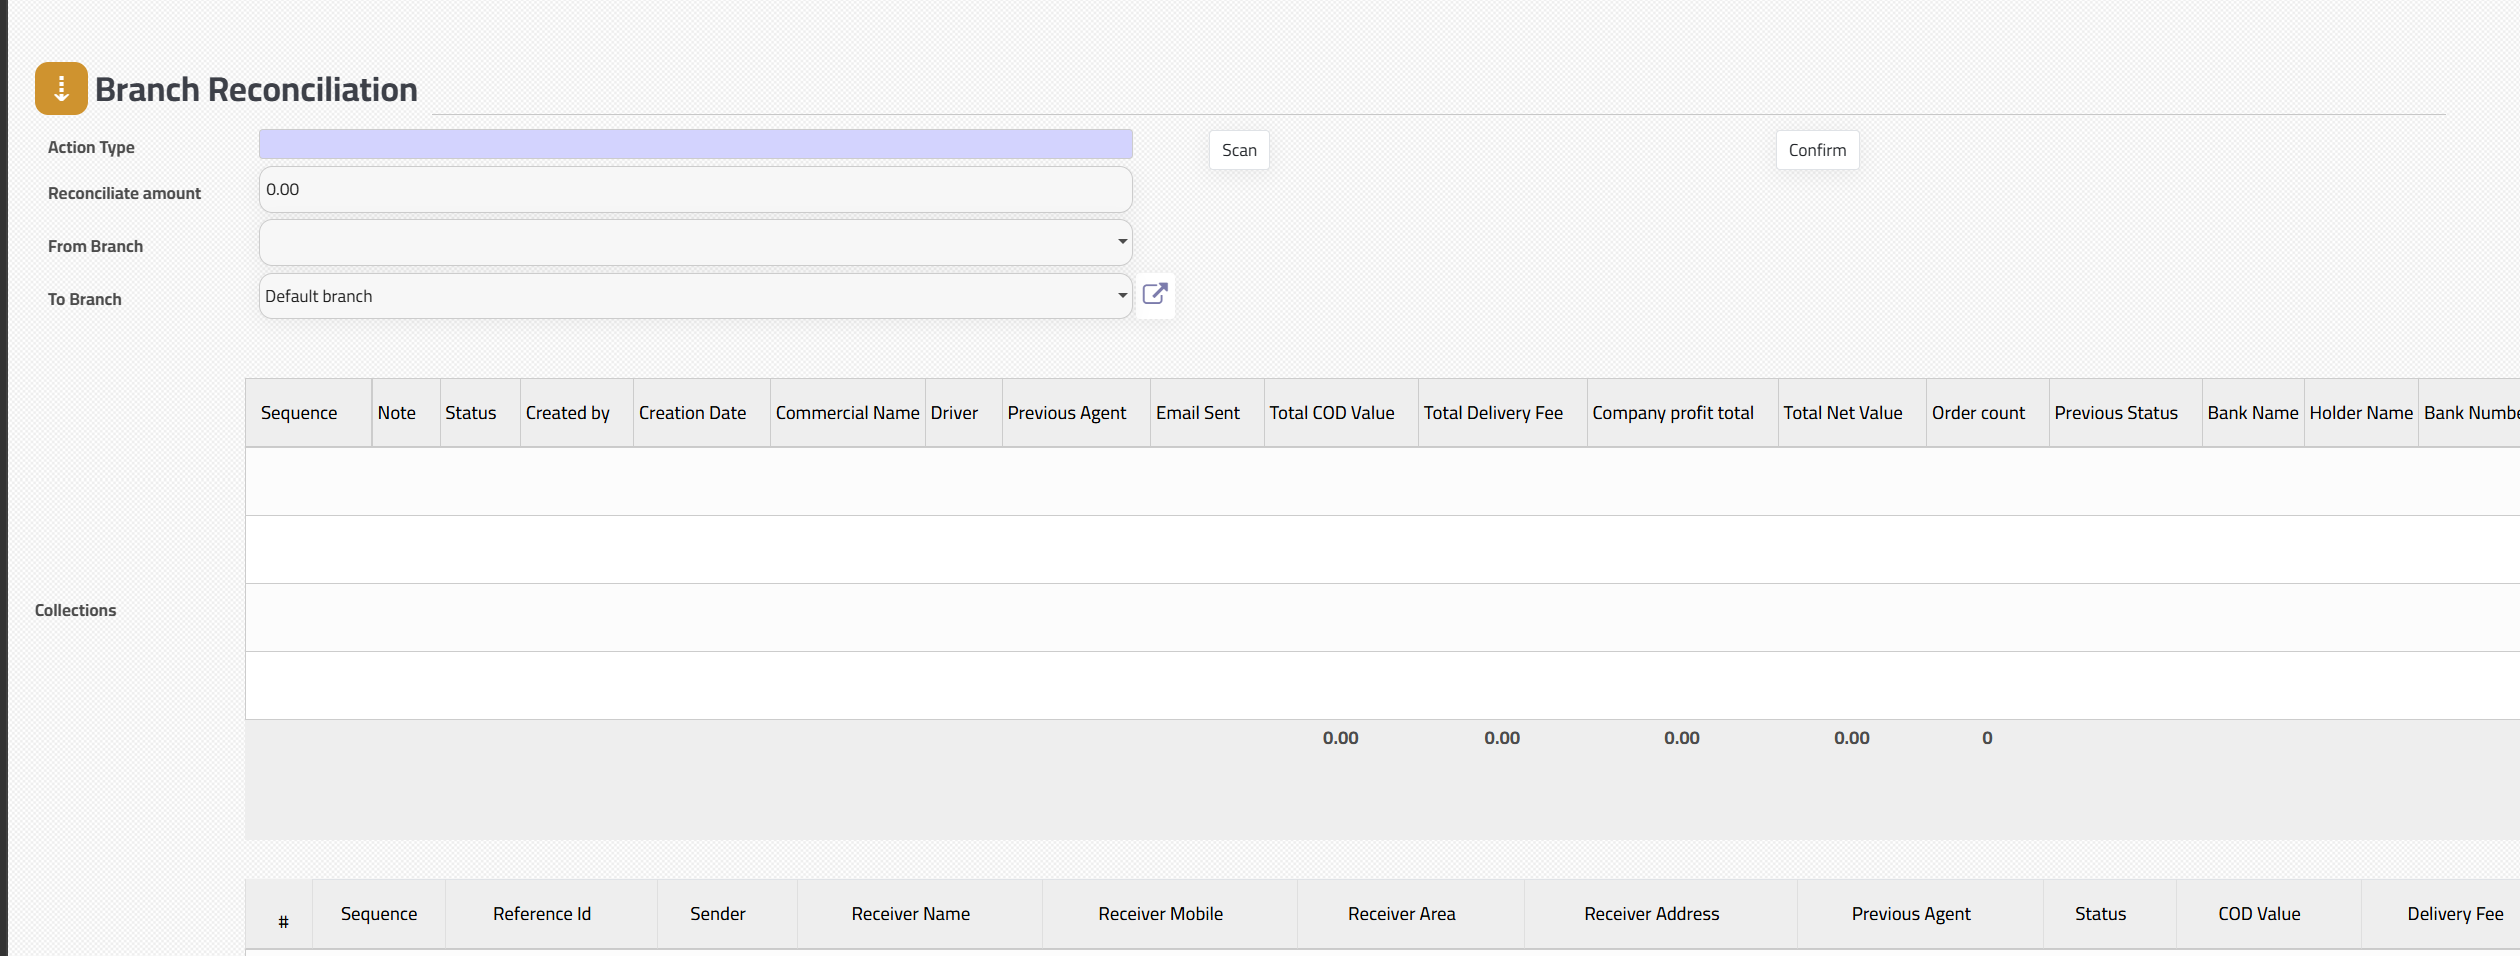 Branch Reconciliation
Action Type
Scan
Confirm
Reconciliate amount
0.00
From Branch
To Branch
Default branch
Sequence Note Status Created by Creation Date Commercial Name Driver Previous Agent Email Sent Total COD Value Total Delivery Fee Company profit total Total Net Value Order count Previous Status Bank Name Holder Name Bank Numbe
Collections
0.00 0.00 0.00 0.00 0
# Sequence Reference Id Sender Receiver Name Receiver Mobile Receiver Area Receiver Address Previous Agent Status COD Value Delivery Fee